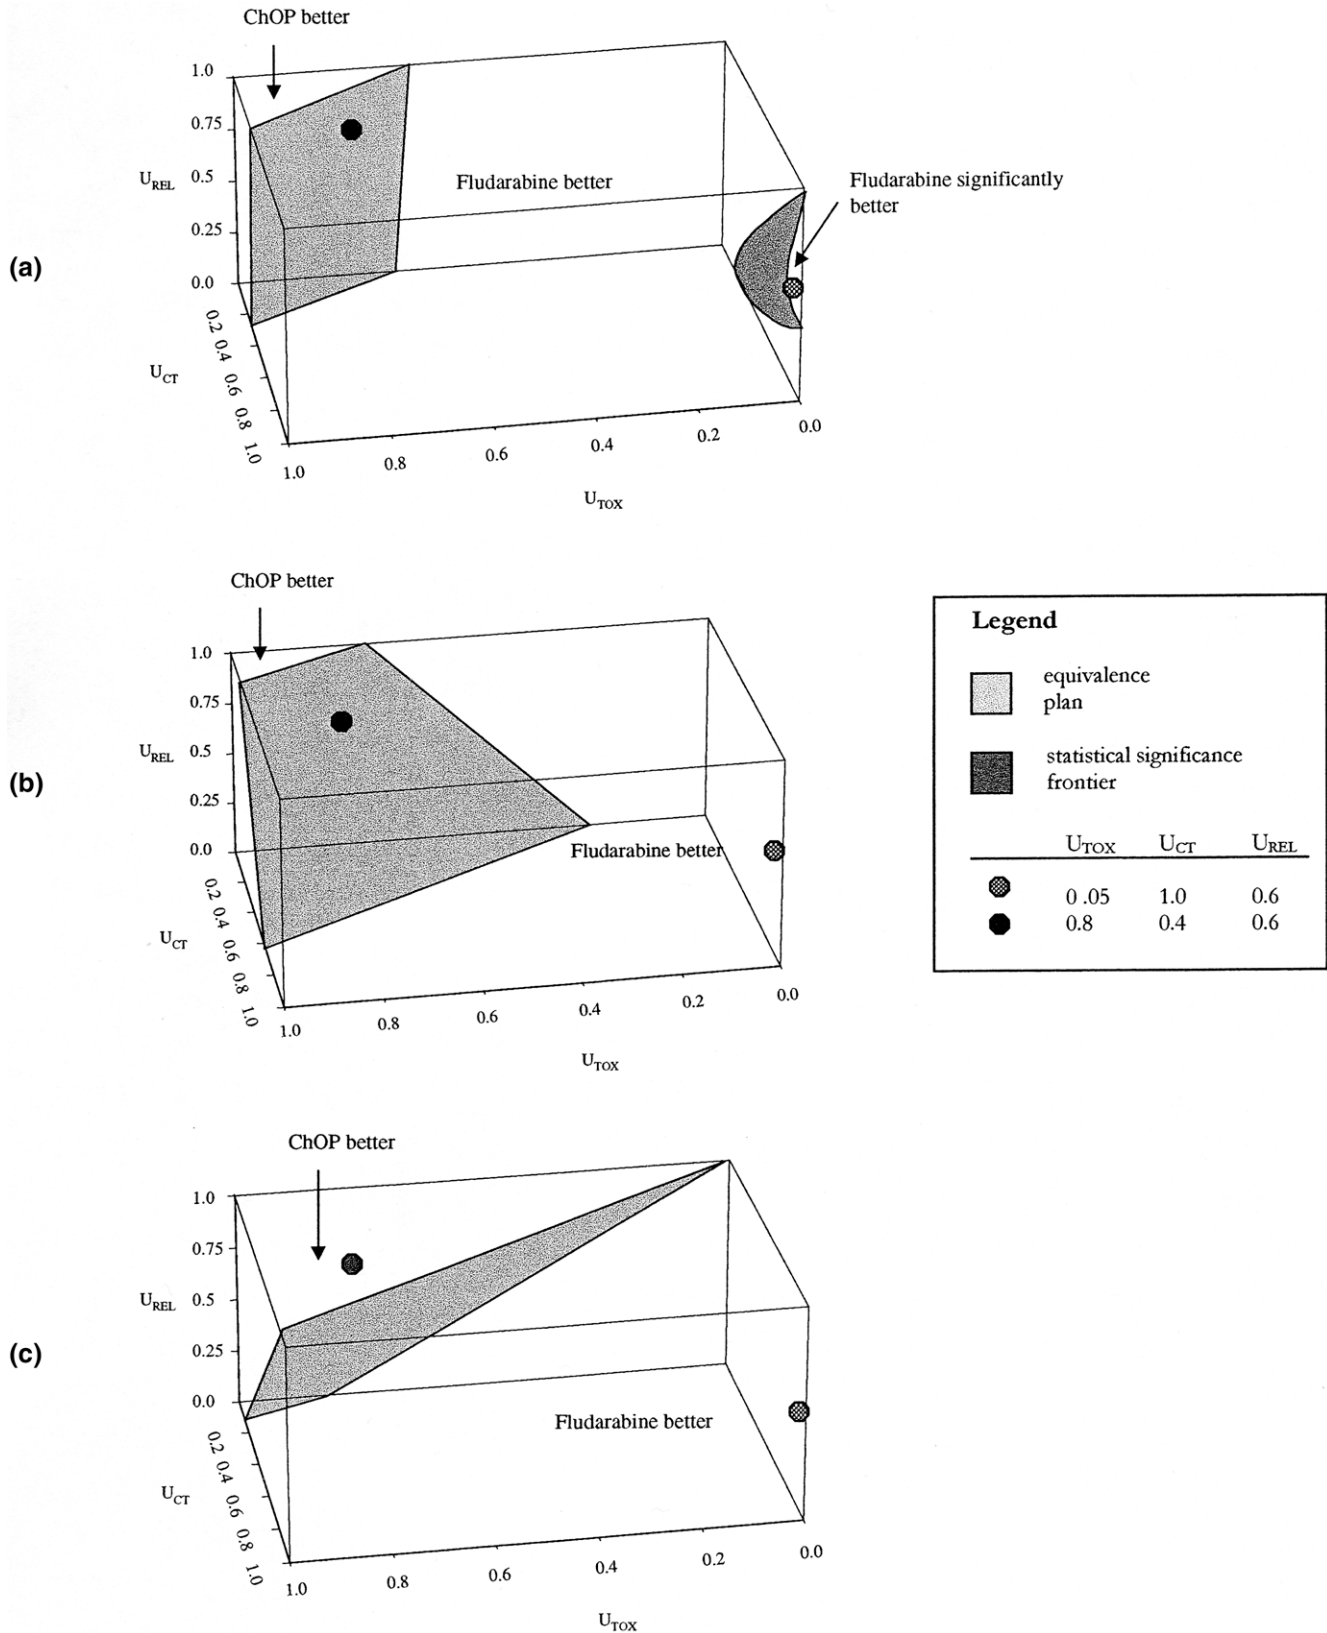 ChOP better
1.0
0.75
U_REL 0.5
0.25
0.0
Fludarabine better
Fludarabine significantly
better
(a)
0.2
0.4
0.6
0.8
1.0
U_CT
1.0
0.8
0.6
0.4
0.2
0.0
U_TOX
ChOP better
1.0
0.75
U_REL 0.5
0.25
0.0
(b)
Fludarabine better
0.2
0.4
0.6
0.8
1.0
U_CT
1.0
0.8
0.6
0.4
0.2
0.0
U_TOX
Legend
equivalence
plan
statistical significance
frontier
U_TOX U_CT U_REL
0 .05 1.0 0.6
0.8 0.4 0.6
ChOP better
1.0
0.75
U_REL 0.5
0.25
0.0
(c)
Fludarabine better
0.2
0.4
0.6
0.8
1.0
U_CT
1.0
0.8
0.6
0.4
0.2
0.0
U_TOX